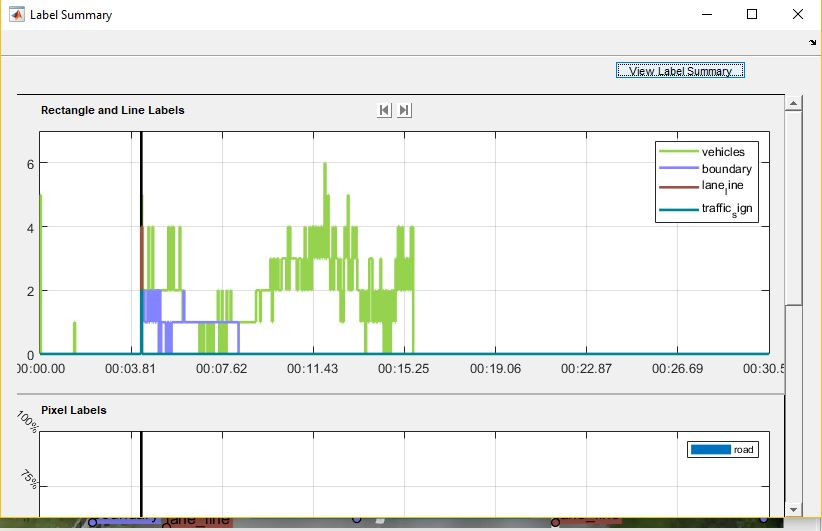 Label Summary
View Label Summary
Rectangle and Line Labels
6
4
2
0
vehicles
boundary
lane_line
traffic_sign
00:00.00 00:03.81 00:07.62 00:11.43 00:15.25 00:19.06 00:22.87 00:26.69 00:30.5
Pixel Labels
100%
75%
road
boundary lane_line lane_line